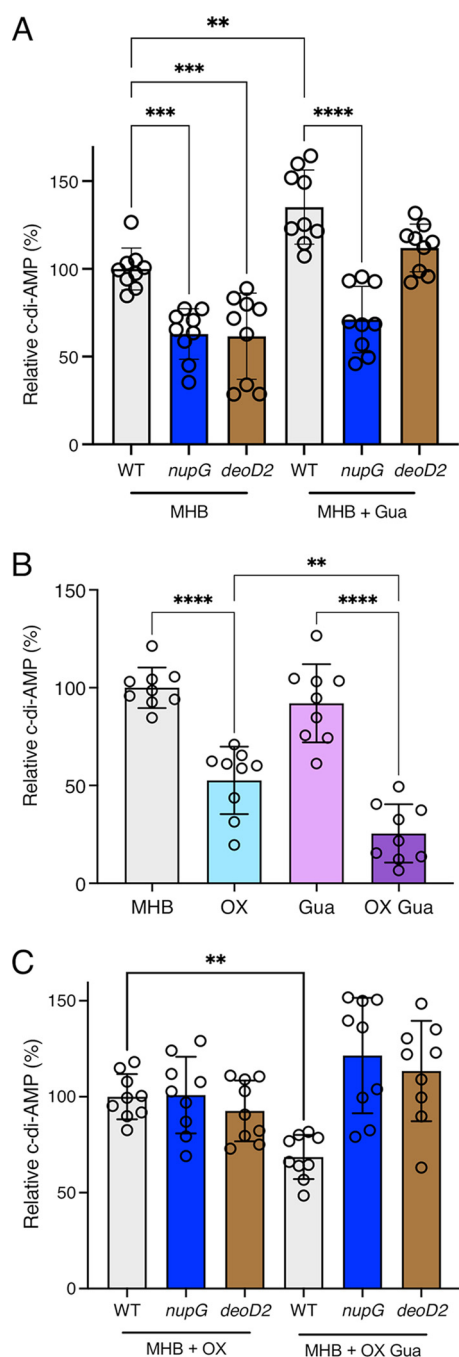 A
**
***
***
****
Relative c-di-AMP (%)
150
100
50
0
WT nupG deoD2 WT nupG deoD2
MHB MHB + Gua
B
**
****
****
Relative c-di-AMP (%)
150
100
50
0
MHB OX Gua OX Gua
C
**
Relative c-di-AMP (%)
150
100
50
0
WT nupG deoD2 WT nupG deoD2
MHB + OX MHB + OX Gua